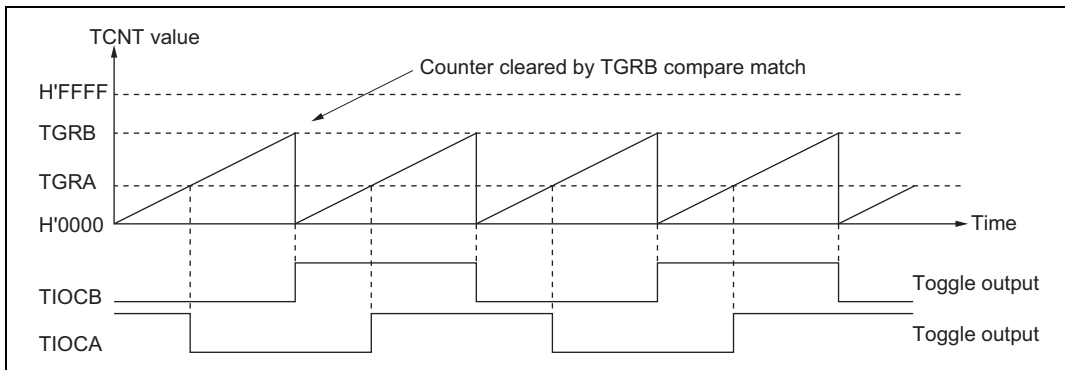 TCNT value
Counter cleared by TGRB compare match
H'FFFF
TGRB
TGRA
H'0000
Time
TIOCB
Toggle output
TIOCA
Toggle output